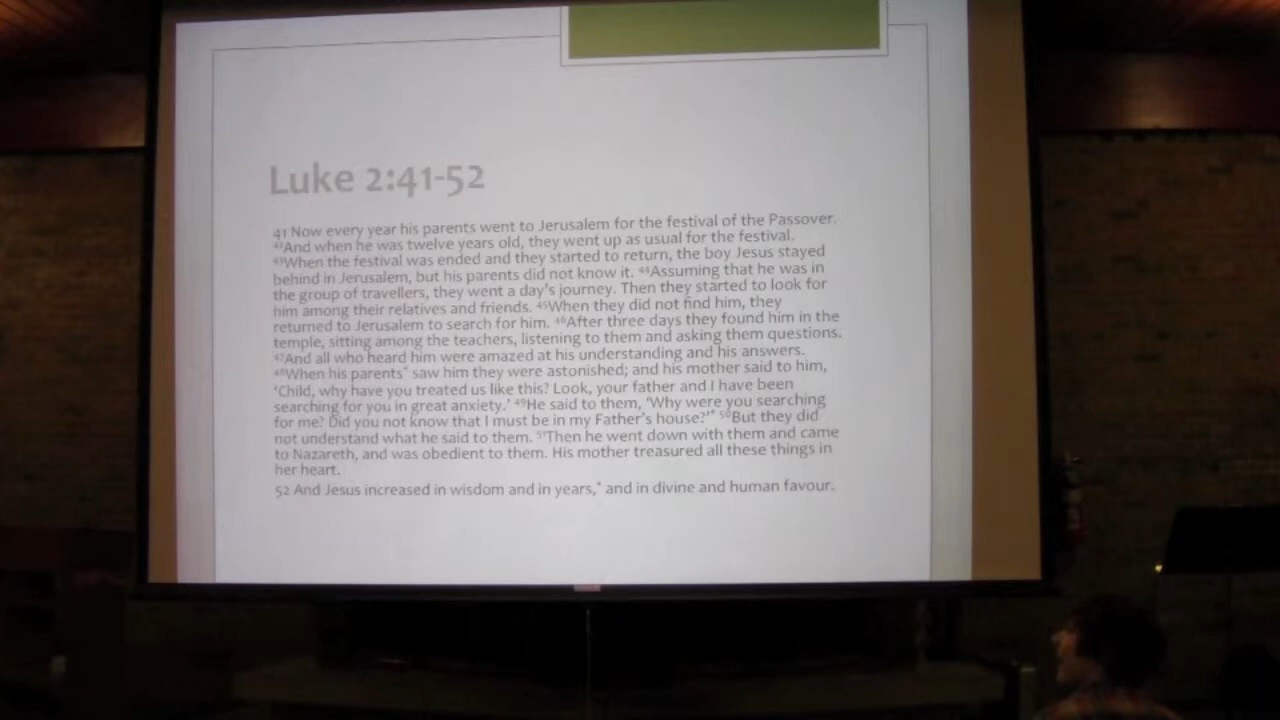 Luke 2:41-52
41 Now every year his parents went to Jerusalem for the festival of the Passover.
⁴²And when he was twelve years old, they went up as usual for the festival.
⁴³When the festival was ended and they started to return, the boy Jesus stayed
behind in Jerusalem, but his parents did not know it. ⁴⁴Assuming that he was in
the group of travellers, they went a day's journey. Then they started to look for
him among their relatives and friends. ⁴⁵When they did not find him, they
returned to Jerusalem to search for him. ⁴⁶After three days they found him in the
temple, sitting among the teachers, listening to them and asking them questions.
⁴⁷And all who heard him were amazed at his understanding and his answers.
⁴⁸When his parents* saw him they were astonished; and his mother said to him,
‘Child, why have you treated us like this? Look, your father and I have been
searching for you in great anxiety.’ ⁴⁹He said to them, ‘Why were you searching
for me? Did you not know that I must be in my Father's house?’* ⁵⁰But they did
not understand what he said to them. ⁵¹Then he went down with them and came
to Nazareth, and was obedient to them. His mother treasured all these things in
her heart.
52 And Jesus increased in wisdom and in years,* and in divine and human favour.